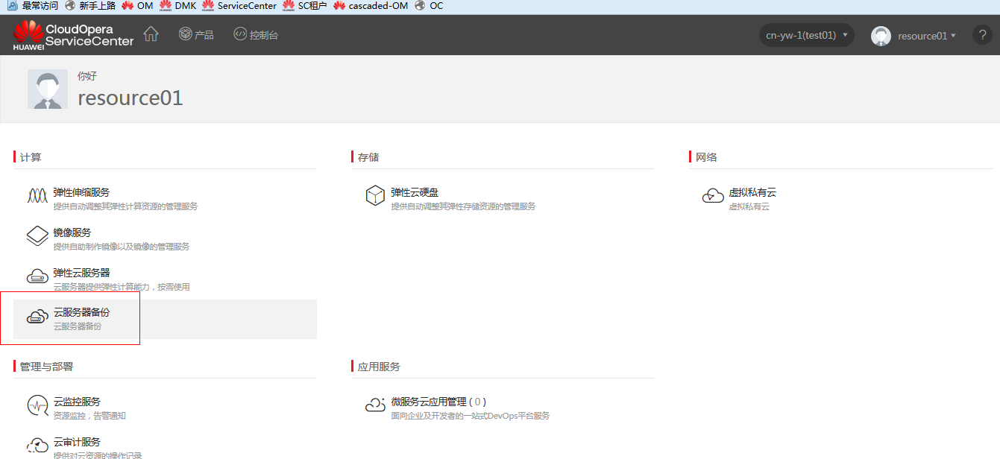 最常访问 新手上路 OM DMK ServiceCenter SC租户 cascaded-OM OC
HUAWEI CloudOpera ServiceCenter 产品 控制台 cn-yw-1(test01) resource01 ?
你好
resource01
计算
弹性伸缩服务
提供自动调整其弹性计算资源的管理服务
镜像服务
提供自助制作镜像以及镜像的管理服务
弹性云服务器
云服务器提供弹性计算能力，按需使用
云服务器备份
云服务器备份
存储
弹性云硬盘
提供自动调整其弹性存储资源的管理服务
网络
虚拟私有云
虚拟私有云
管理与部署
云监控服务
资源监控，告警通知
云审计服务
提供对云资源的操作记录
应用服务
微服务云应用管理 ( 0 )
面向企业及开发者的一站式DevOps平台服务